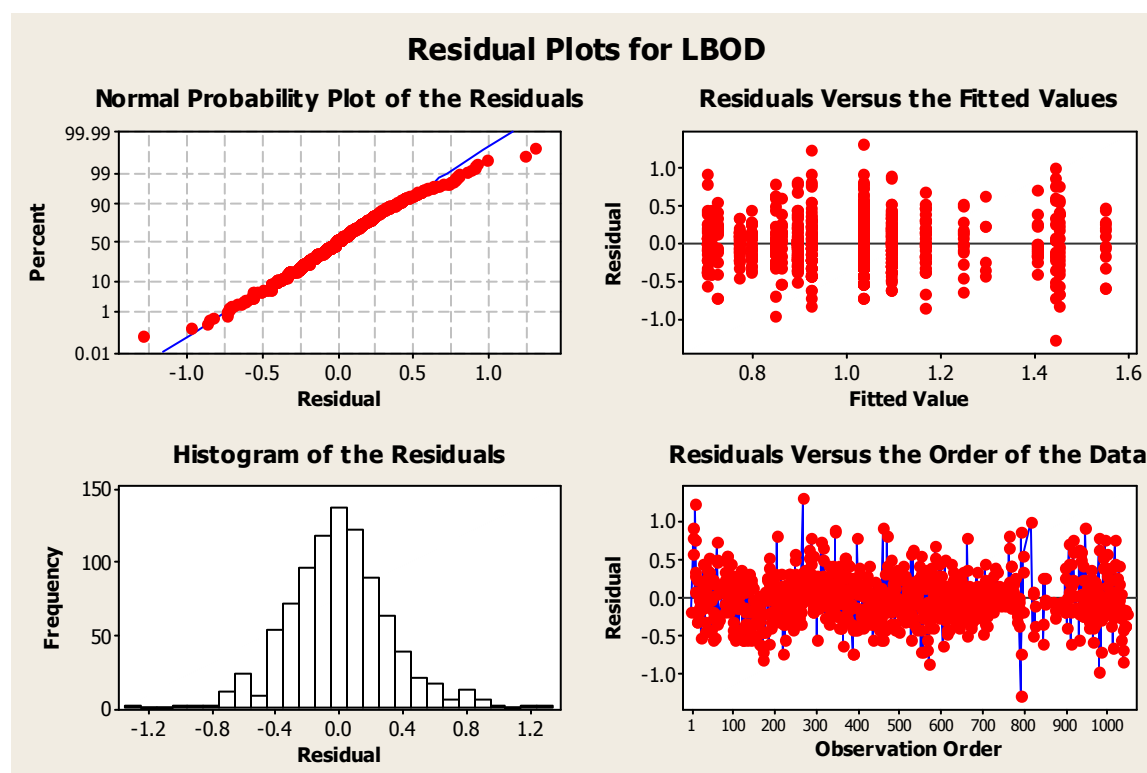 Residual Plots for LBOD
Normal Probability Plot of the Residuals
Percent
99.99
99
90
50
10
1
0.01
-1.0 -0.5 0.0 0.5 1.0
Residual
Residuals Versus the Fitted Values
Residual
1.0
0.5
0.0
-0.5
-1.0
0.8 1.0 1.2 1.4 1.6
Fitted Value
Histogram of the Residuals
Frequency
150
100
50
0
-1.2 -0.8 -0.4 0.0 0.4 0.8 1.2
Residual
Residuals Versus the Order of the Data
Residual
1.0
0.5
0.0
-0.5
-1.0
1 100 200 300 400 500 600 700 800 900 1000
Observation Order